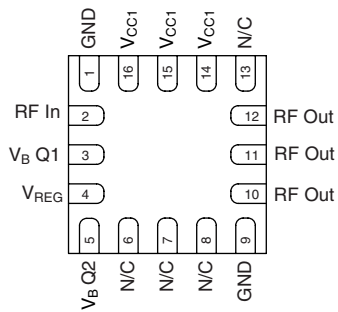 GND
VCC1
VCC1
VCC1
N/C
1
16
15
14
13
RF In
2
12
RF Out
VB Q1
3
11
RF Out
VREG
4
10
RF Out
5
6
7
8
9
VB Q2
N/C
N/C
N/C
GND